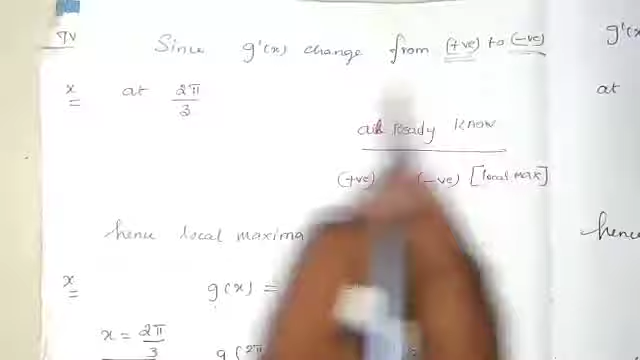 Since g'(x) change from (+ve) to (-ve)
x at 2π/3
already know
(+ve) (-ve) [local max]
hence local maxima
x g(x) =
x = 2π/3 g(2π
g'(x
at
hence